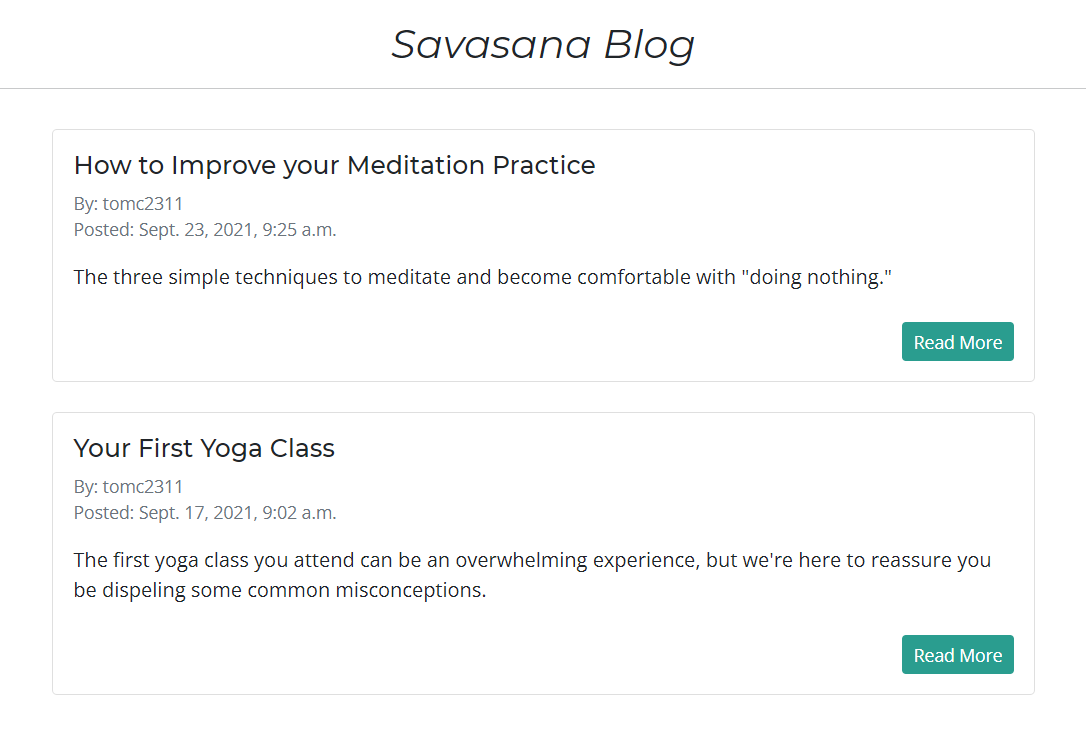 Savasana Blog
How to Improve your Meditation Practice
By: tomc2311
Posted: Sept. 23, 2021, 9:25 a.m.
The three simple techniques to meditate and become comfortable with "doing nothing."
Read More
Your First Yoga Class
By: tomc2311
Posted: Sept. 17, 2021, 9:02 a.m.
The first yoga class you attend can be an overwhelming experience, but we're here to reassure you
be dispeling some common misconceptions.
Read More